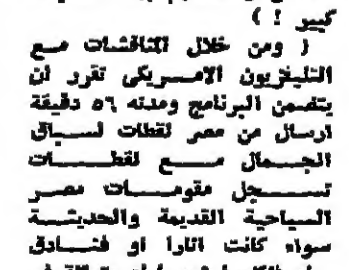 كبير ! )
( ومن خلال المناقشات مع
التليفزيون الامريكى تقرر ان
يتضمن البرنامج ومدته ٥٦ دقيقة
ارسال من مصر لقطات لسباق
الجمال مع لقطات
تسجل مقومات مصر
السياحية القديمة والحديثة
سواء كانت اثارا او فنادق